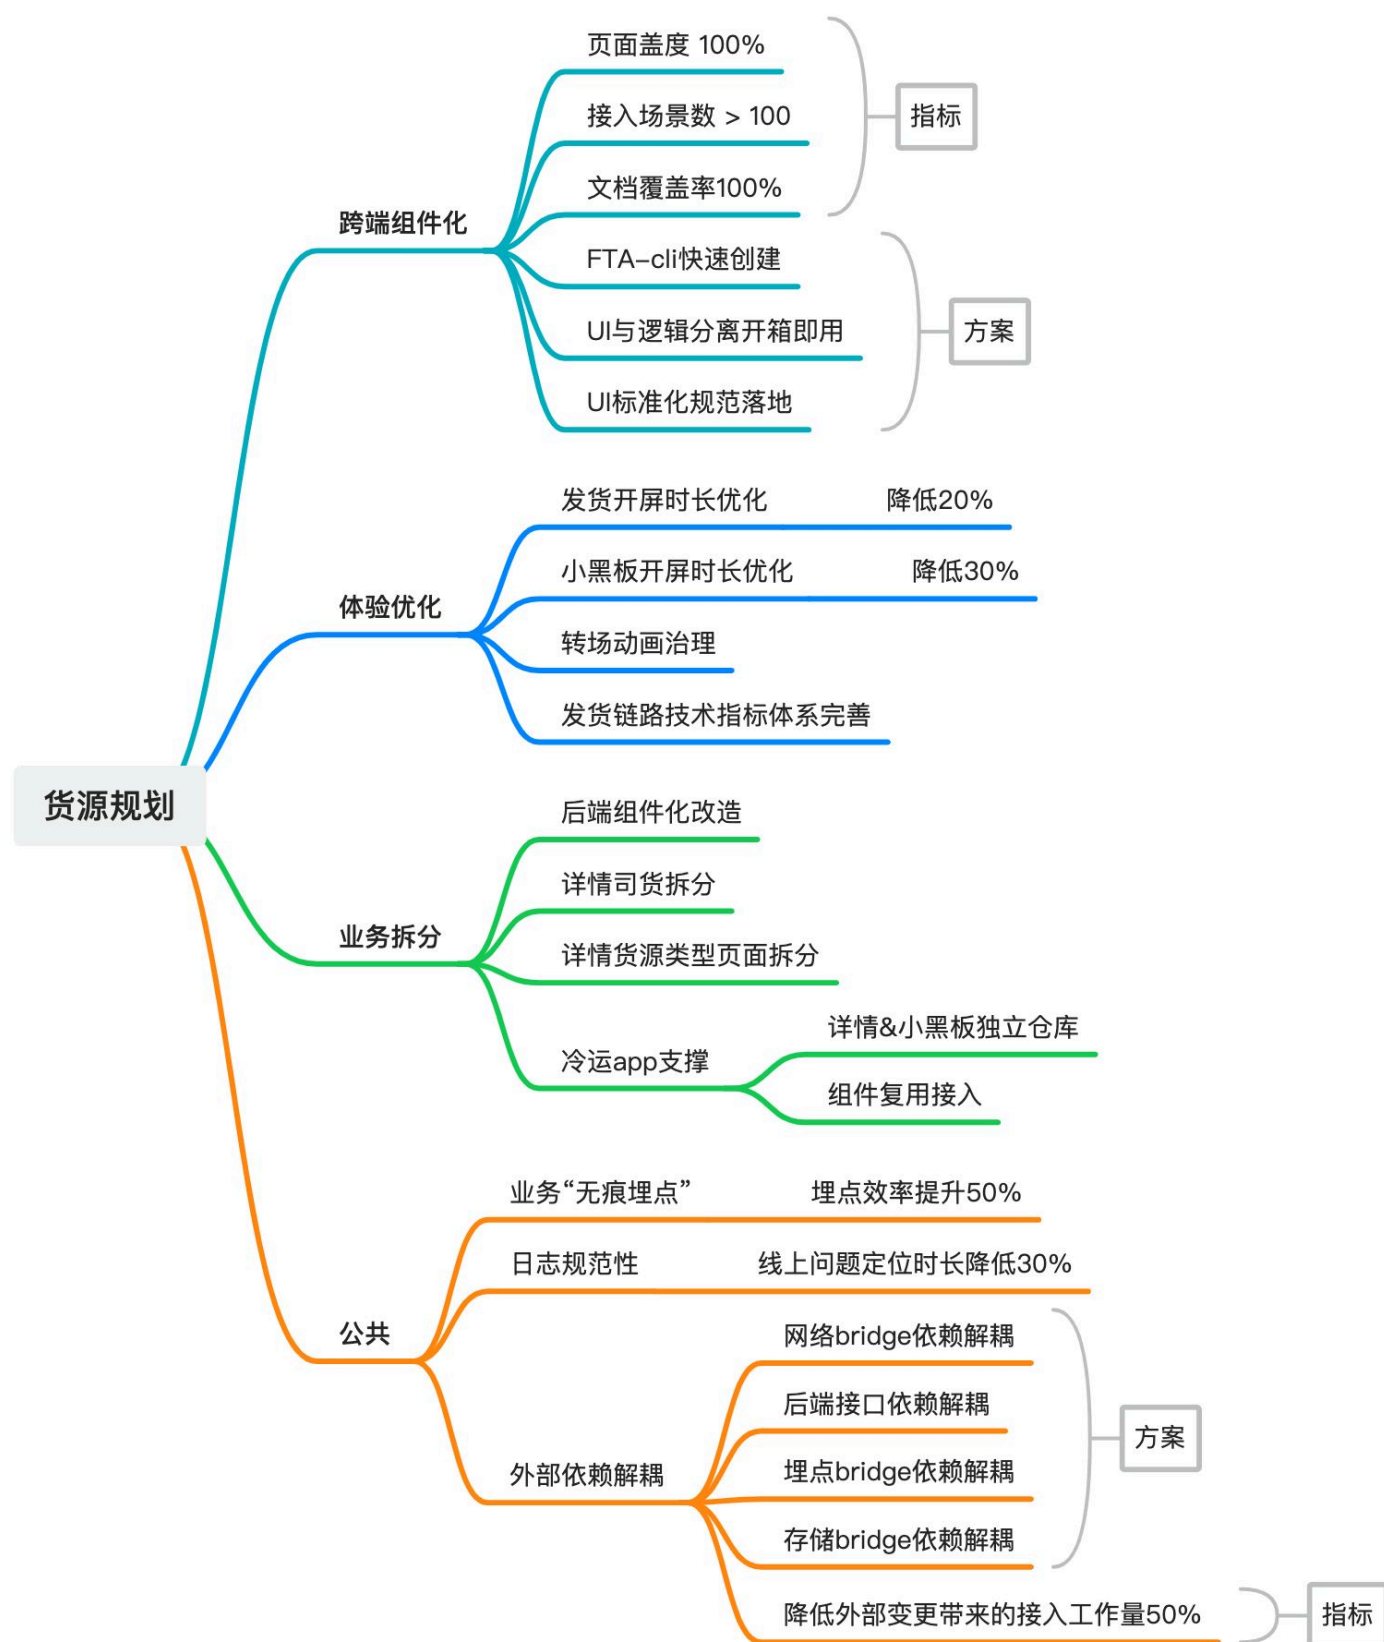 页面盖度 100%
接入场景数 > 100
指标
文档覆盖率100%
跨端组件化
FTA-cli快速创建
UI与逻辑分离开箱即用
方案
UI标准化规范落地
发货开屏时长优化 降低20%
小黑板开屏时长优化 降低30%
体验优化
转场动画治理
发货链路技术指标体系完善
货源规划
后端组件化改造
详情司货拆分
业务拆分
详情货源类型页面拆分
详情&小黑板独立仓库
冷运app支撑
组件复用接入
业务“无痕埋点” 埋点效率提升50%
日志规范性 线上问题定位时长降低30%
公共
网络bridge依赖解耦
后端接口依赖解耦
方案
外部依赖解耦
埋点bridge依赖解耦
存储bridge依赖解耦
降低外部变更带来的接入工作量50%
指标